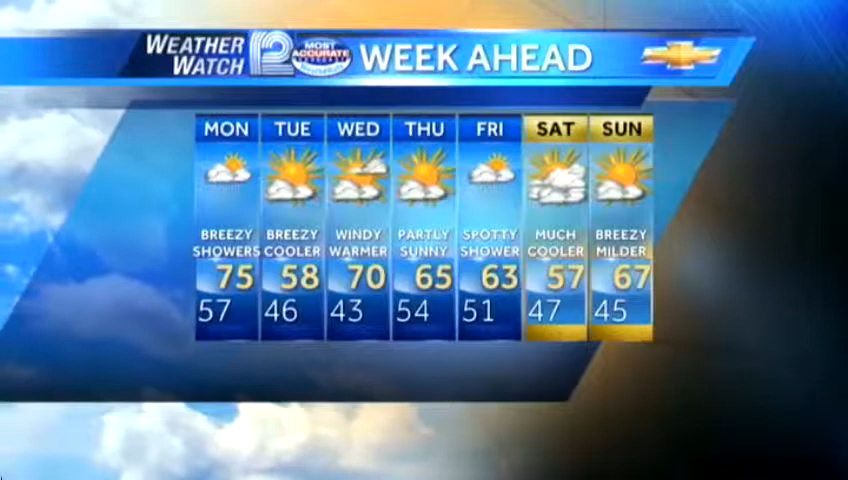 WEATHER
WATCH
12
MOST
ACCURATE
WEEK AHEAD
MON TUE WED THU FRI SAT SUN
BREEZY BREEZY WINDY PARTLY SPOTTY MUCH BREEZY
SHOWERS COOLER WARMER SUNNY SHOWER COOLER MILDER
75 58 70 65 63 57 67
57 46 43 54 51 47 45